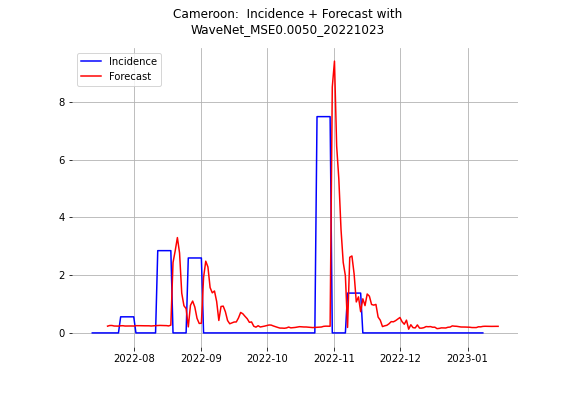 Cameroon:  Incidence + Forecast with
WaveNet_MSE0.0050_20221023
Incidence
Forecast
8
6
4
2
0
2022-08 2022-09 2022-10 2022-11 2022-12 2023-01